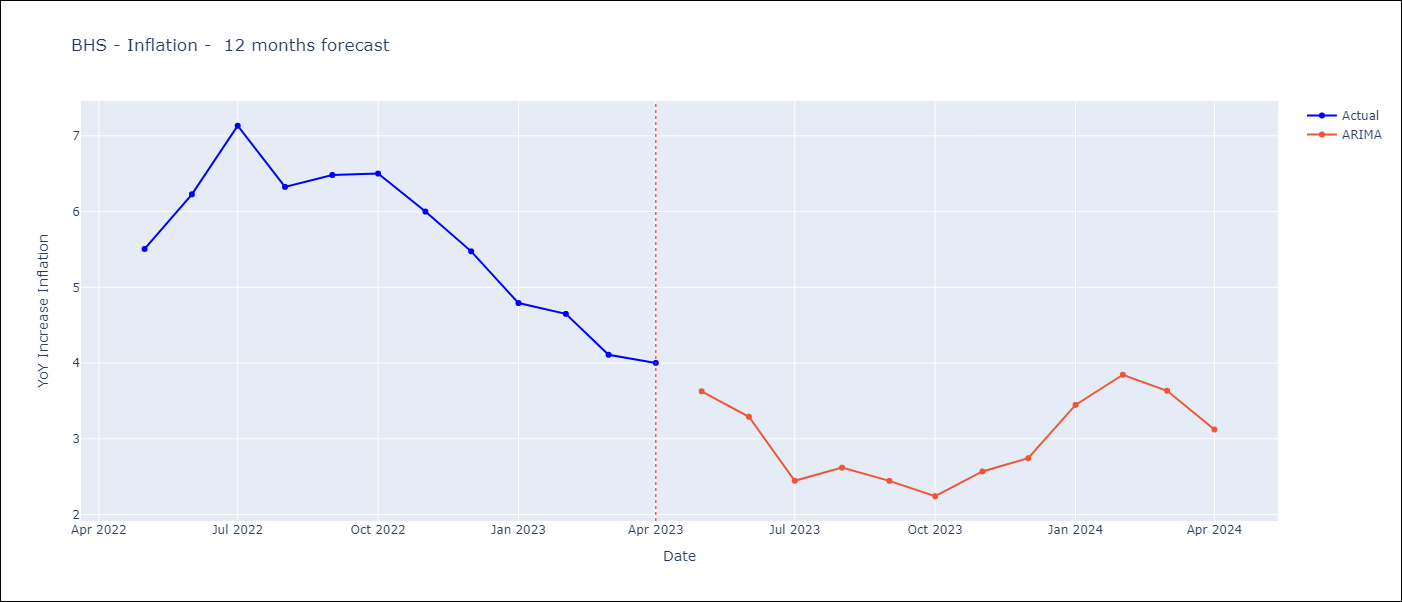 BHS - Inflation -  12 months forecast
Actual
ARIMA
YoY Increase Inflation
7
6
5
4
3
2
Apr 2022 Jul 2022 Oct 2022 Jan 2023 Apr 2023 Jul 2023 Oct 2023 Jan 2024 Apr 2024
Date